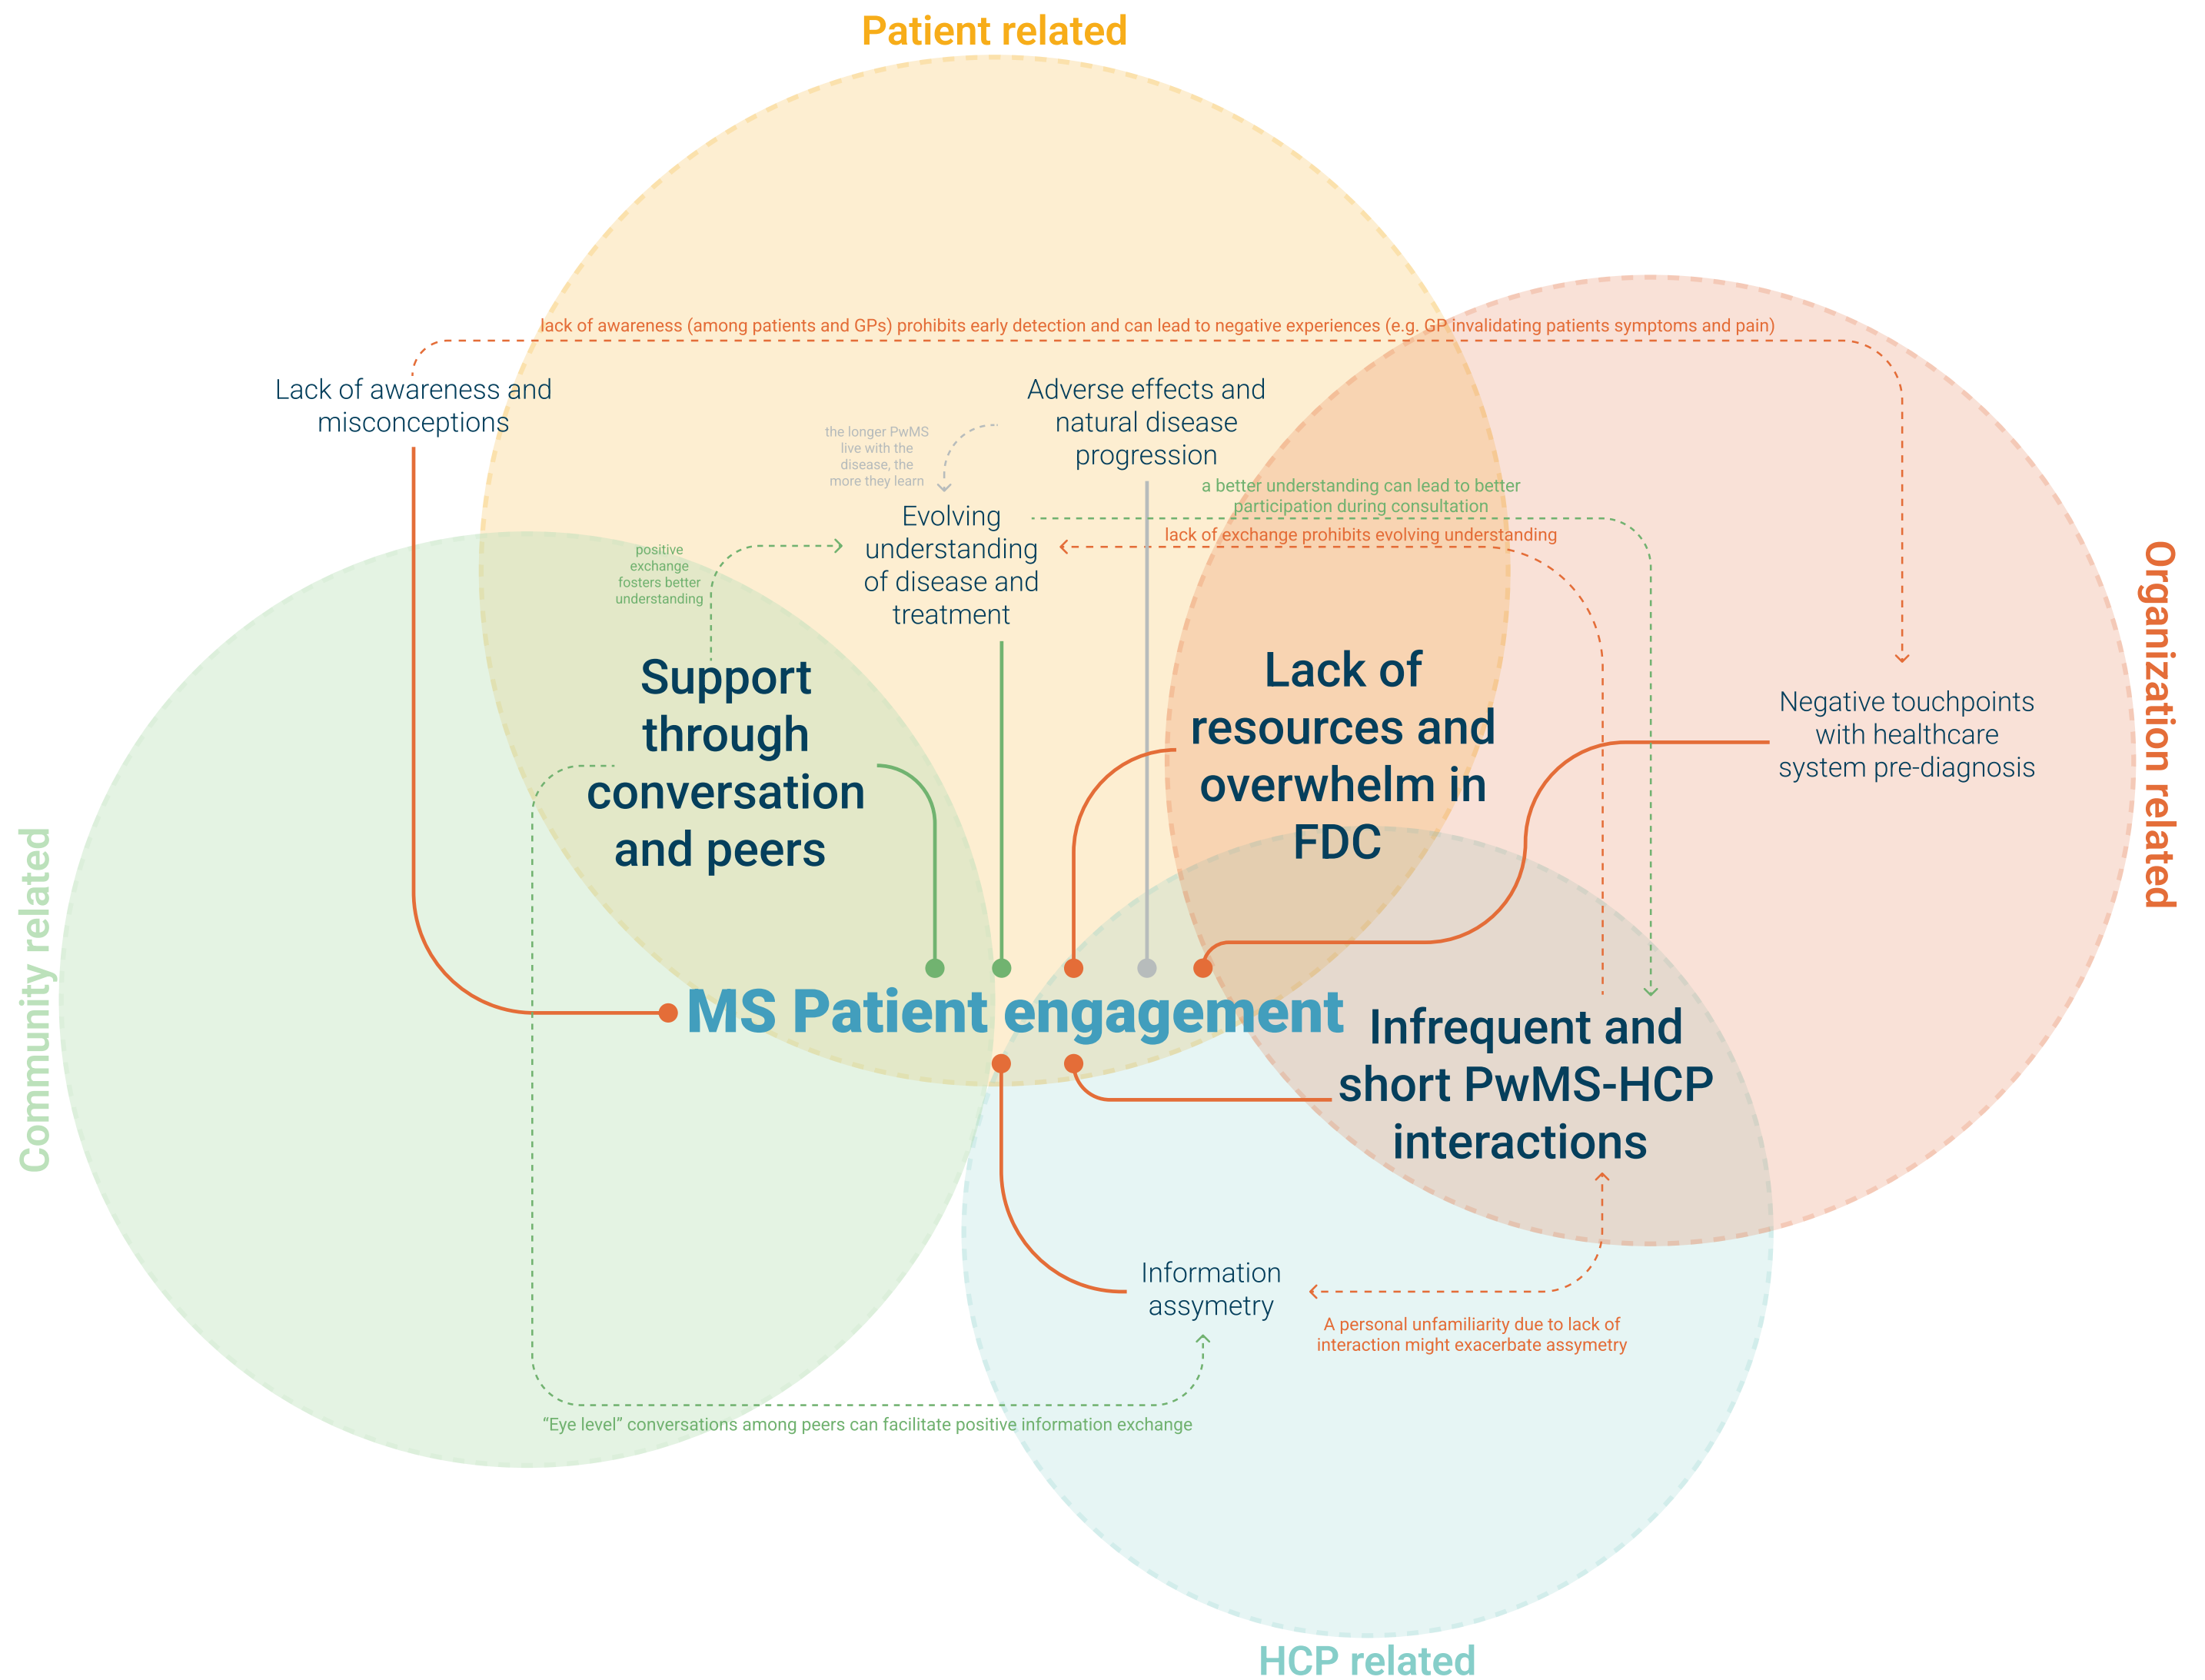 Patient related
lack of awareness (among patients and GPs) prohibits early detection and can lead to negative experiences (e.g. GP invalidating patients symptoms and pain)
Lack of awareness and
misconceptions
Adverse effects and
natural disease
progression
the longer PwMS
live with the
disease, the
more they learn
a better understanding can lead to better
participation during consultation
lack of exchange prohibits evolving understanding
Evolving
understanding
of disease and
treatment
positive
exchange
fosters better
understanding
Support
through
conversation
and peers
Lack of
resources and
overwhelm in
FDC
Negative touchpoints
with healthcare
system pre-diagnosis
Organization related
Community related
MS Patient engagement
Infrequent and
short PwMS-HCP
interactions
Information
assymetry
A personal unfamiliarity due to lack of
interaction might exacerbate assymetry
“Eye level” conversations among peers can facilitate positive information exchange
HCP related